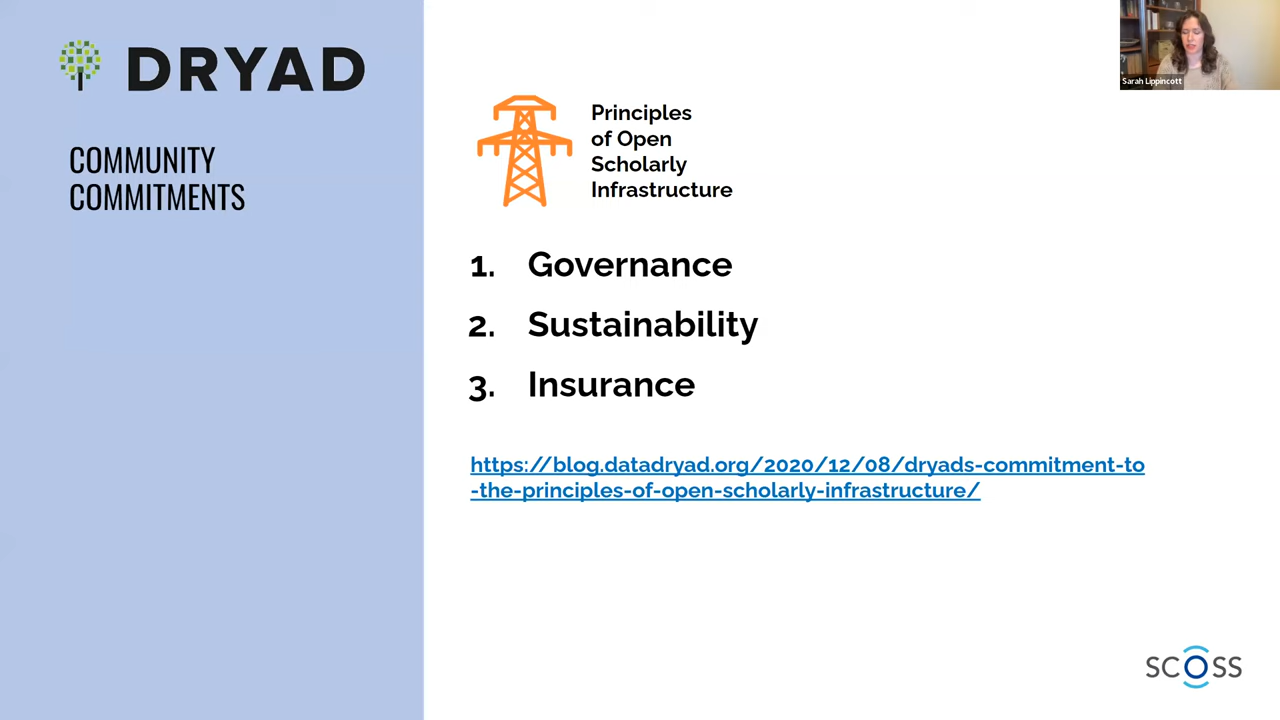 DRYAD
COMMUNITY
COMMITMENTS
Principles
of Open
Scholarly
Infrastructure
1. Governance
2. Sustainability
3. Insurance
https://blog.datadryad.org/2020/12/08/dryads-commitment-to
-the-principles-of-open-scholarly-infrastructure/
Sarah Lippincott
SCOSS